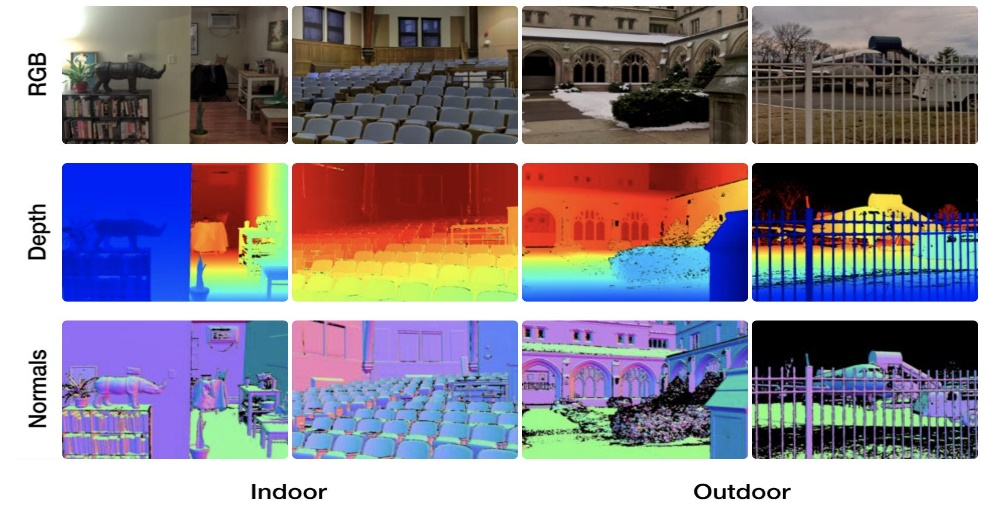 RGB
Depth
Normals
Indoor
Outdoor